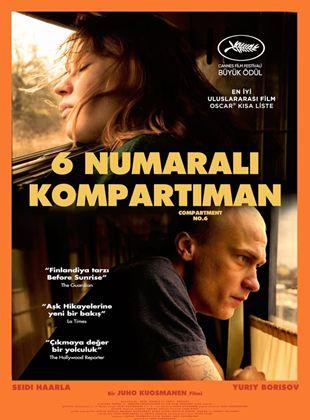 CANNES FILM FESTIVALI
BÜYÜK ÖDÜL
EN İYİ
ULUSLARARASI FİLM
OSCAR® KISA LİSTE
6 NUMARALI
KOMPARTIMAN
COMPARTMENT
NO.6
"Finlandiya tarzı
Before Sunrise"
The Guardian
"Aşk Hikayelerine
yeni bir bakış"
La Times
"Çıkmaya değer
bir yolculuk"
The Hollywood Reporter
SEIDI HAARLA
YURIY BORISOV
Bir JUHO KUOSMANEN Filmi